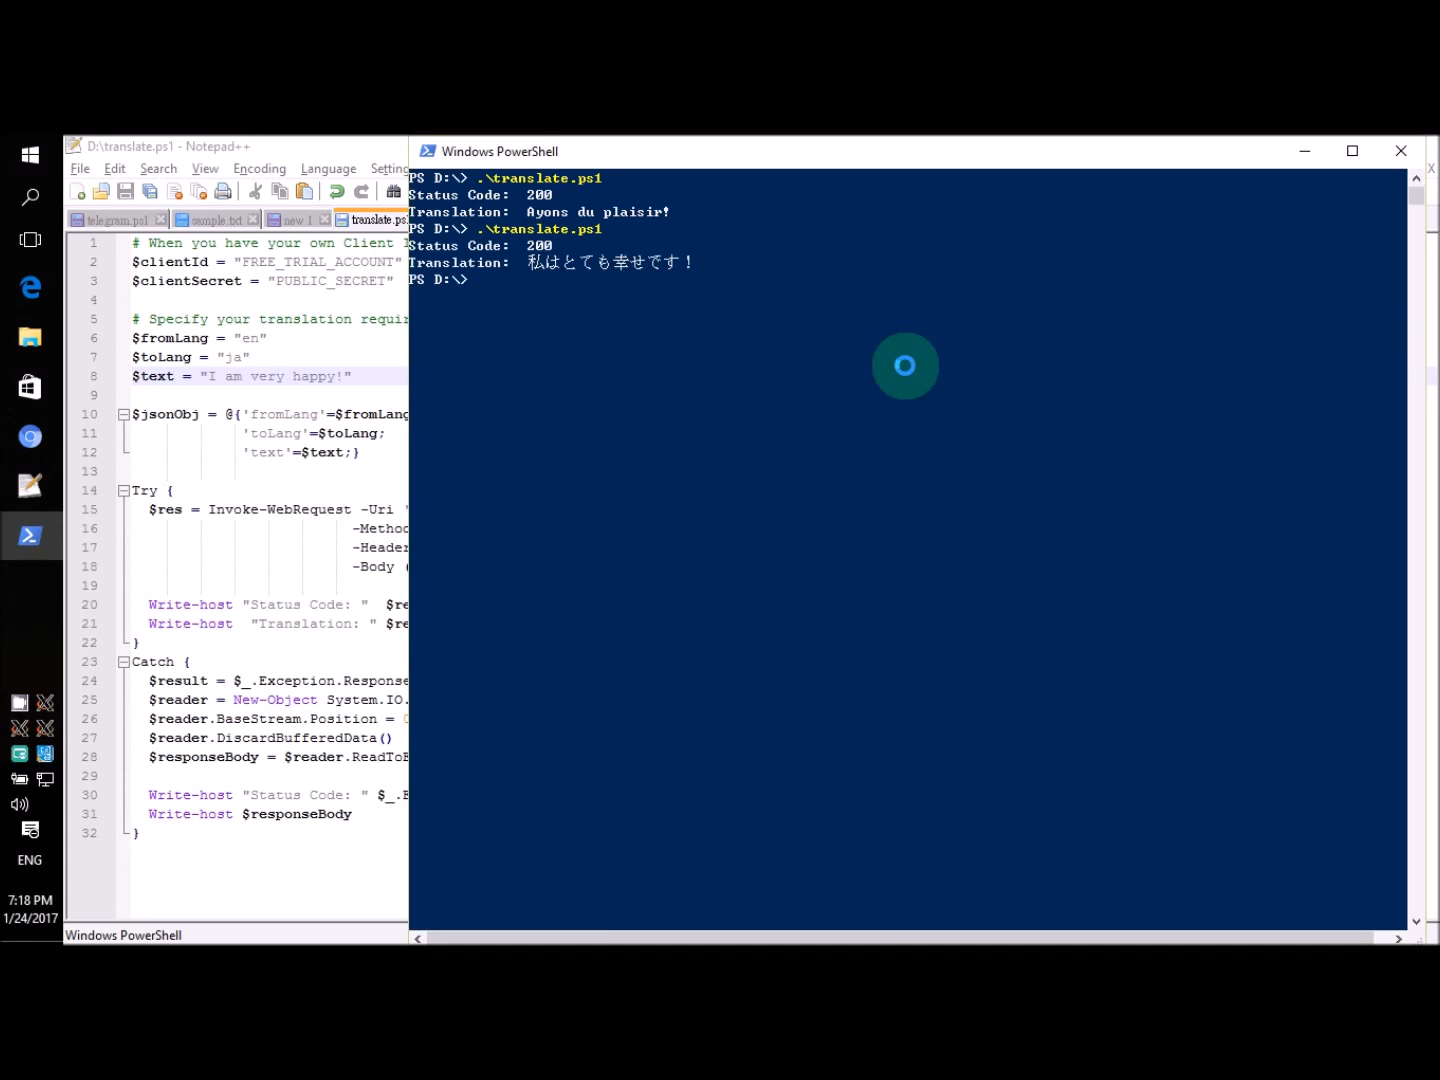 D:\translate.ps1 - Notepad++
File Edit Search View Encoding Language
telegram.ps1 sample.txt new 1
1 # When you have your own Client
2 $clientId = "FREE_TRIAL_ACCOUNT"
3 $clientSecret = "PUBLIC_SECRET"
4
5 # Specify your translation
6 $fromLang = "en"
7 $toLang = "ja"
8 $text = "I am very happy!"
9
10 $jsonObj = @{'fromLang'=$fromLang
11 'toLang'=$toLang;
12 'text'=$text;}
13
14 Try {
15 $res = Invoke-WebRequest -Uri
16 -Method
17 -Header
18 -Body (
19
20 Write-host "Status Code: "
21 Write-host "Translation: "
22 }
23 Catch {
24 $result = $_.Exception.Response
25 $reader = New-Object System.IO.
26 $reader.BaseStream.Position =
27 $reader.DiscardBufferedData()
28 $responseBody =
29
30 Write-host "Status Code: "
31 Write-host $responseBody
32 }
Windows PowerShell
Windows PowerShell
PS D:\> .\translate.ps1
Status Code: 200
Translation: Ayons du plaisir!
PS D:\> .\translate.ps1
Status Code: 200
Translation: 私はとても幸せです！
PS D:\>
ENG
7:18 PM
1/24/2017